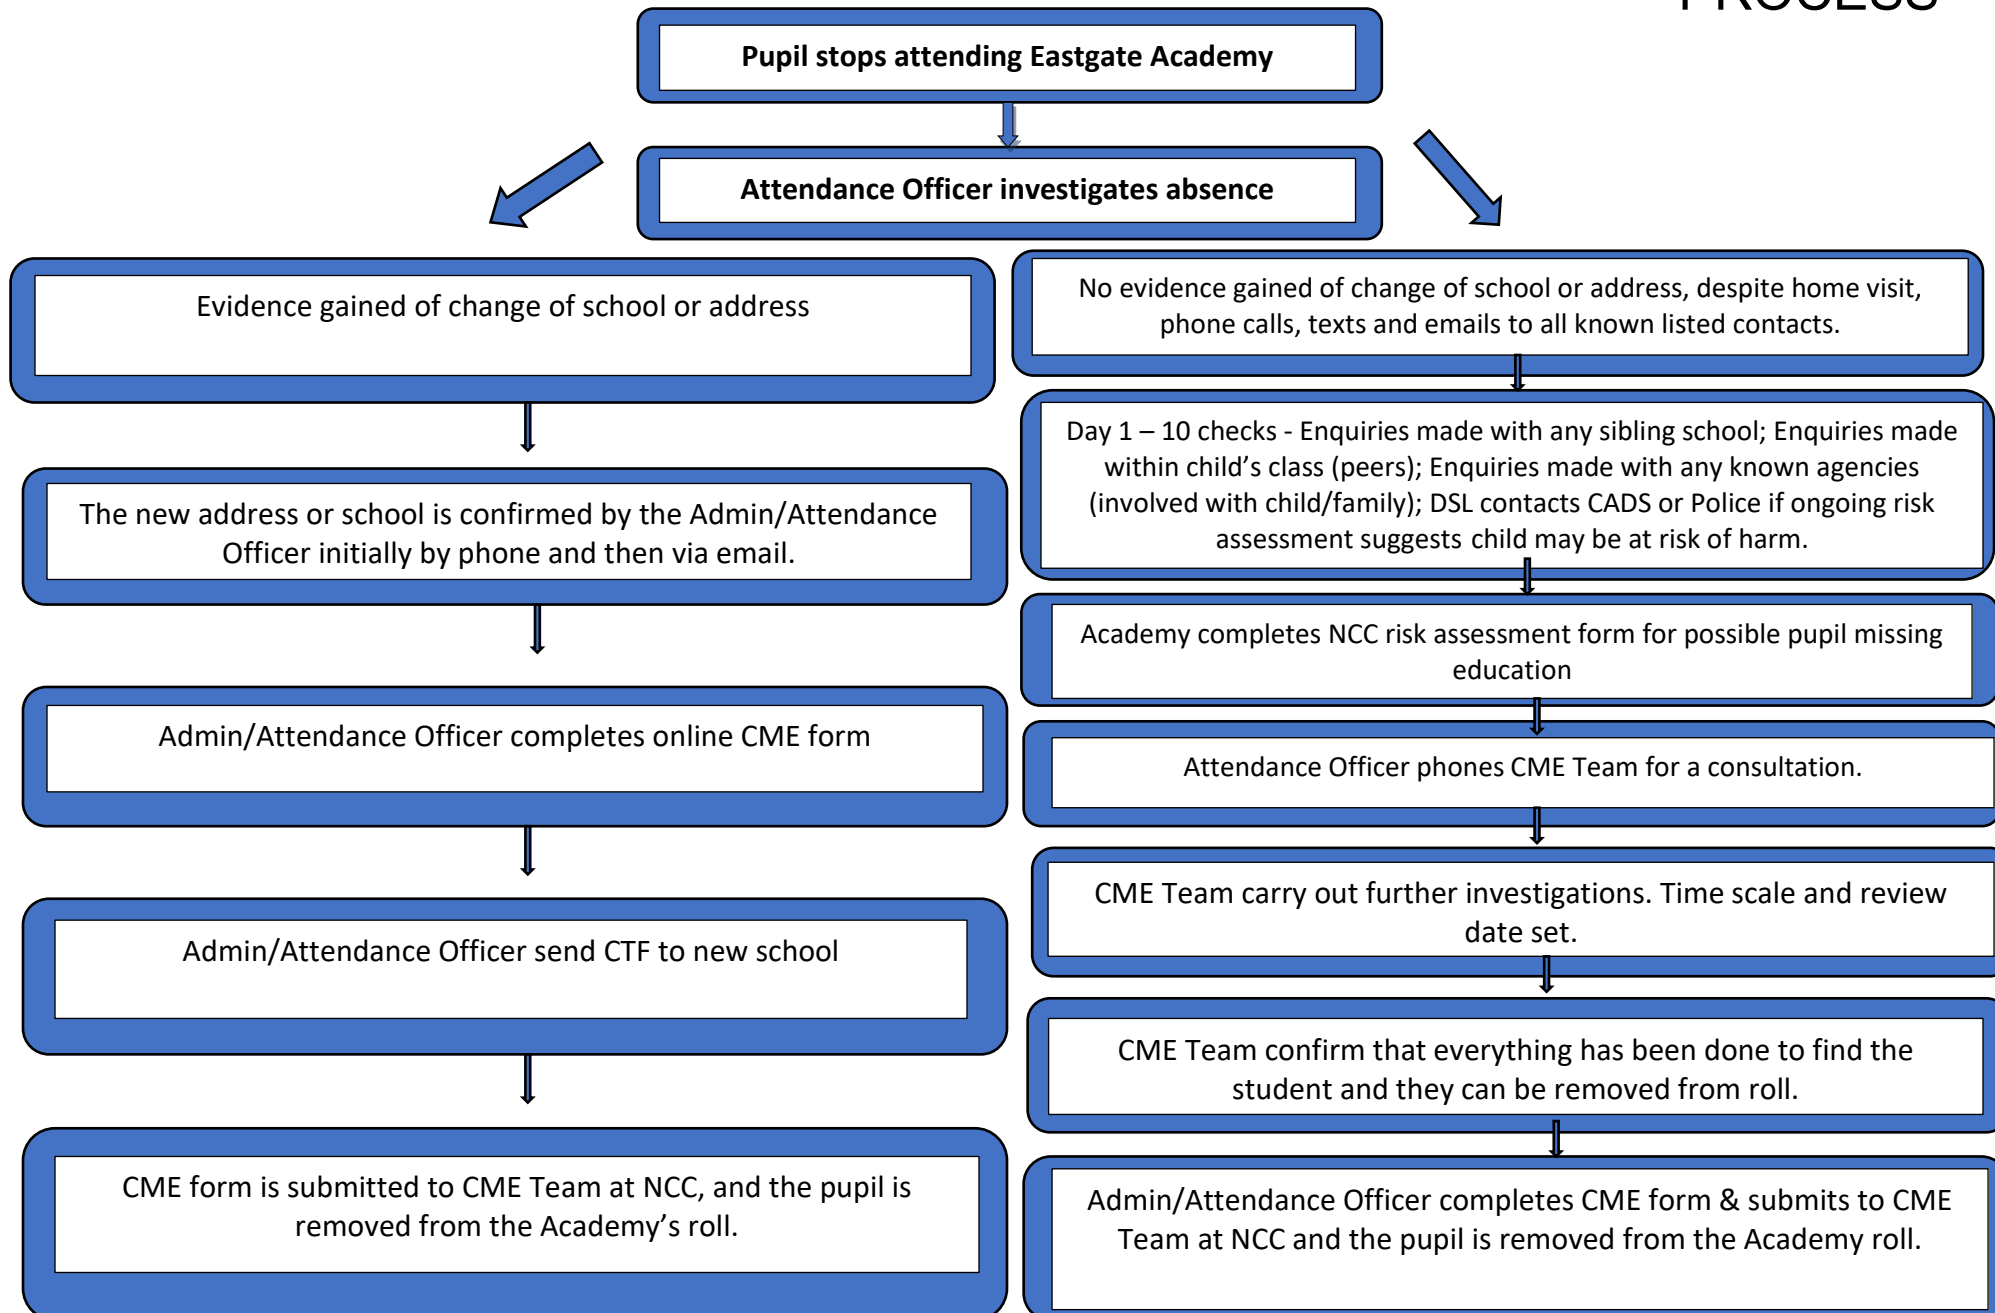 PROCESS
Pupil stops attending Eastgate Academy
Attendance Officer investigates absence
Evidence gained of change of school or address
The new address or school is confirmed by the Admin/Attendance
Officer initially by phone and then via email.
Admin/Attendance Officer completes online CME form
Admin/Attendance Officer send CTF to new school
CME form is submitted to CME Team at NCC, and the pupil is
removed from the Academy’s roll.
No evidence gained of change of school or address, despite home visit,
phone calls, texts and emails to all known listed contacts.
Day 1 – 10 checks - Enquiries made with any sibling school; Enquiries made
within child’s class (peers); Enquiries made with any known agencies
(involved with child/family); DSL contacts CADS or Police if ongoing risk
assessment suggests child may be at risk of harm.
Academy completes NCC risk assessment form for possible pupil missing
education
Attendance Officer phones CME Team for a consultation.
CME Team carry out further investigations. Time scale and review
date set.
CME Team confirm that everything has been done to find the
student and they can be removed from roll.
Admin/Attendance Officer completes CME form & submits to CME
Team at NCC and the pupil is removed from the Academy roll.